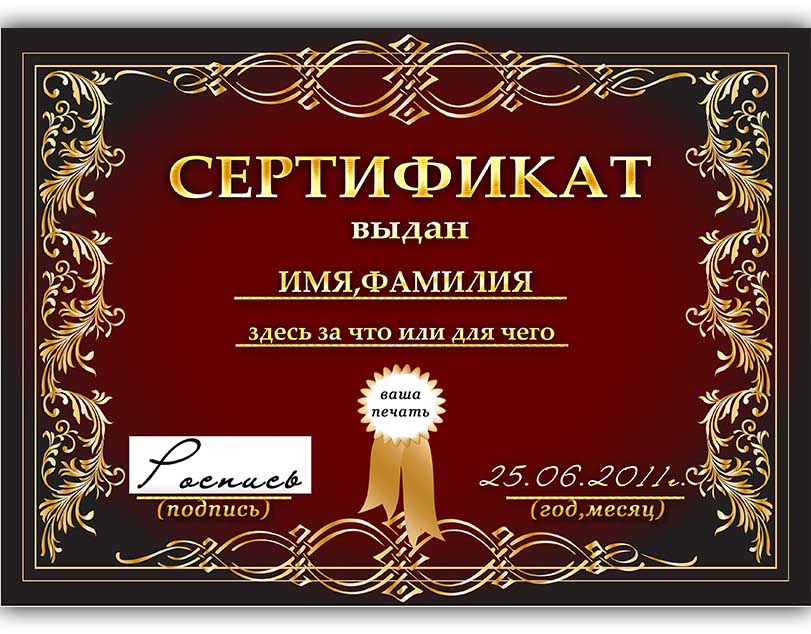 СЕРТИФИКАТ
выдан
ИМЯ,ФАМИЛИЯ
здесь за что или для чего
ваша
печать
Роспись
(подпись)
25.06.2011г.
(год,месяц)